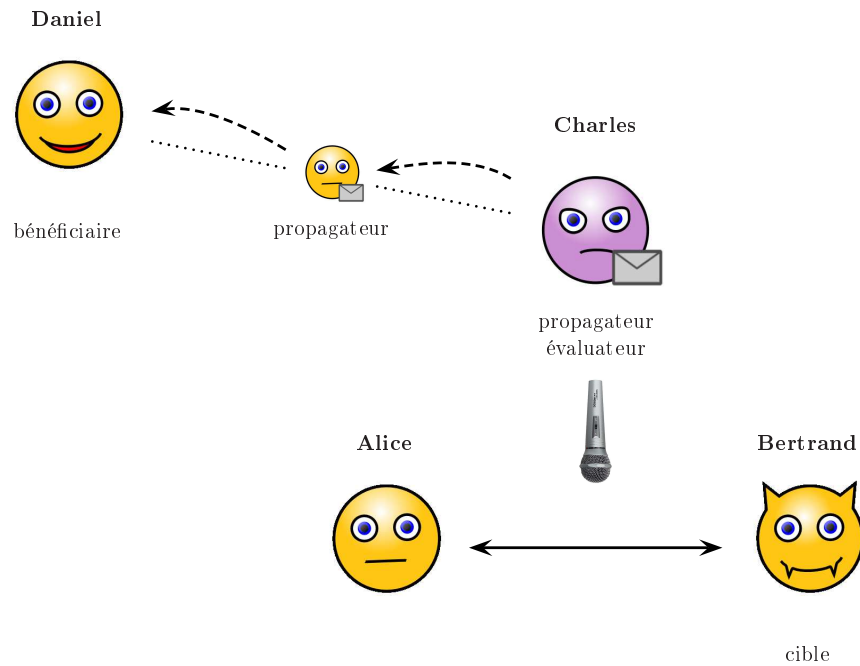 Daniel
Charles
bénéficiaire
propagateur
propagateur
évaluateur
Alice
Bertrand
cible